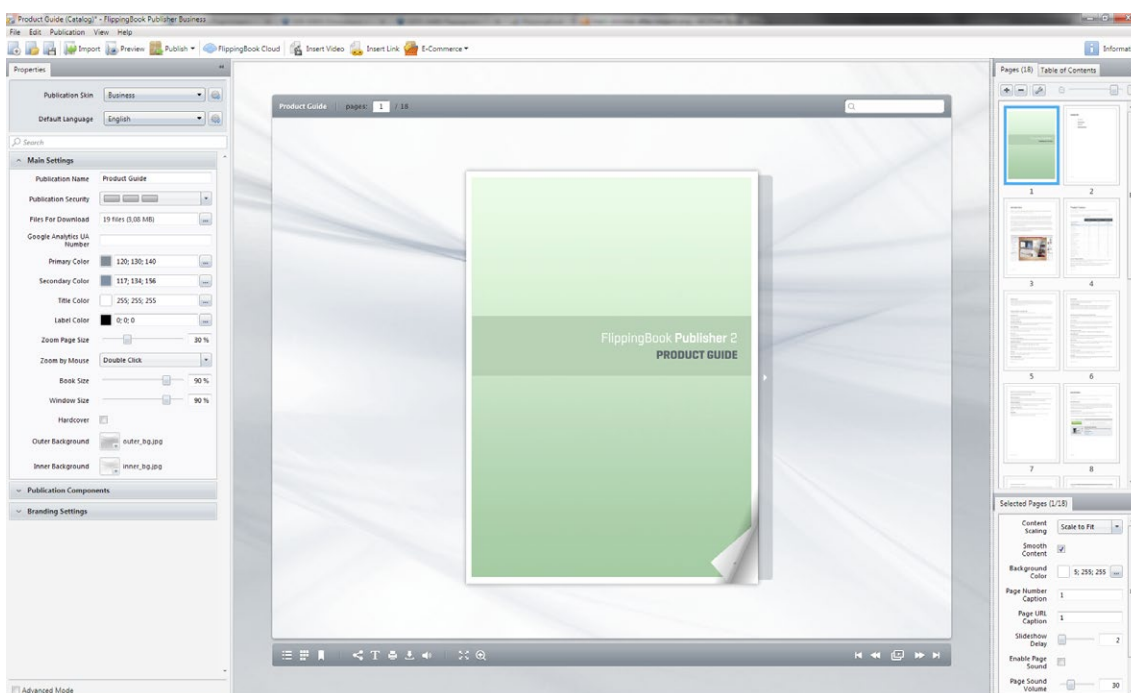 Product Guide (Catalog)* - FlippingBook Publisher Business
File Edit Publication View Help
Import Preview Publish FlippingBook Cloud Insert Video Insert Link E-Commerce Informat
Properties
Publication Skin Business
Default Language English
Search
Main Settings
Publication Name Product Guide
Publication Security
Files For Download 19 files (3,08 MB) ...
Google Analytics UA
Number
Primary Color 120; 130; 140 ...
Secondary Color 117; 134; 156 ...
Title Color 255; 255; 255 ...
Label Color 0; 0; 0 ...
Zoom Page Size 30 %
Zoom by Mouse Double Click
Book Size 90 %
Window Size 90 %
Hardcover
Outer Background outer_bg.jpg
Inner Background inner_bg.jpg
Publication Components
Branding Settings
Advanced Mode
Product Guide pages: 1 / 18
FlippingBook Publisher 2
PRODUCT GUIDE
Pages (18) Table of Contents
1 2
3 4
5 6
7 8
Selected Pages (1/18)
Content
Scaling Scale to Fit
Smooth
Content
Background
Color 5; 255; 255 ...
Page Number
Caption 1
Page URL
Caption 1
Slideshow
Delay 2
Enable Page
Sound
Page Sound
Volume 30